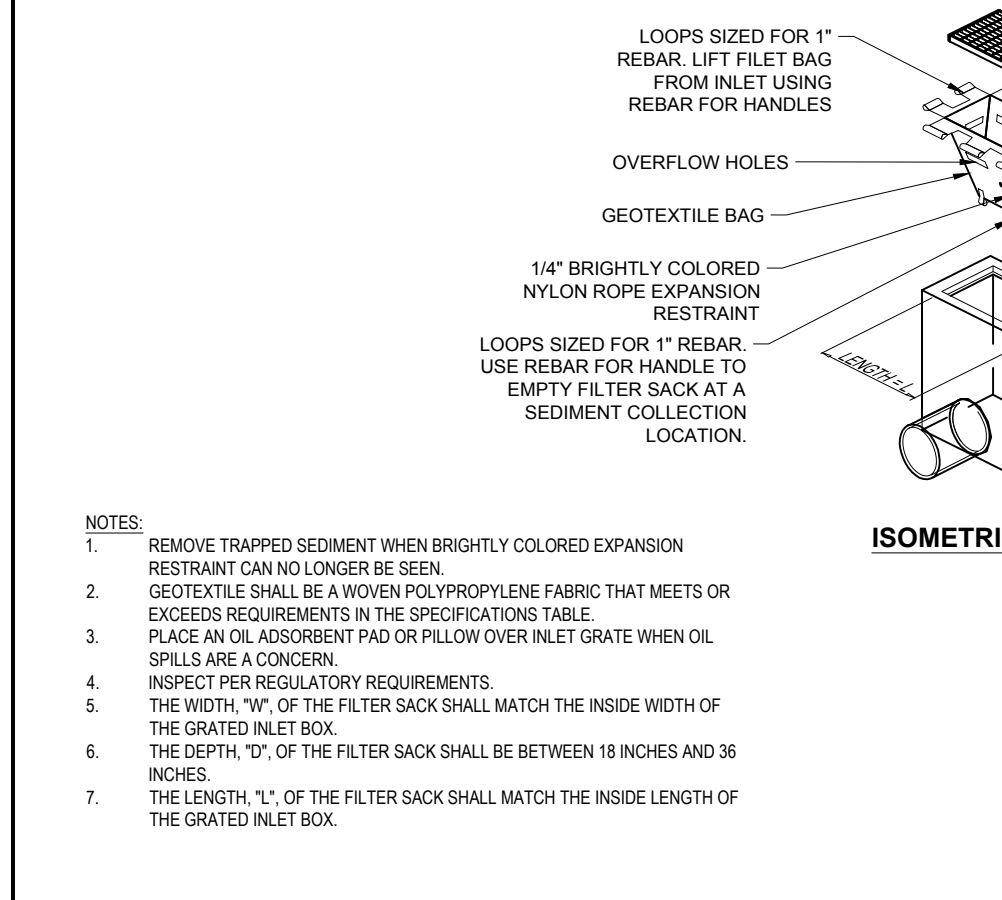 LOOPS SIZED FOR 1"
REBAR. LIFT FILET BAG
FROM INLET USING
REBAR FOR HANDLES
OVERFLOW HOLES
GEOTEXTILE BAG
1/4" BRIGHTLY COLORED
NYLON ROPE EXPANSION
RESTRAINT
LOOPS SIZED FOR 1" REBAR.
USE REBAR FOR HANDLE TO
EMPTY FILTER SACK AT A
SEDIMENT COLLECTION
LOCATION.
LENGTH = L
ISOMETRI
NOTES:
1. REMOVE TRAPPED SEDIMENT WHEN BRIGHTLY COLORED EXPANSION
RESTRAINT CAN NO LONGER BE SEEN.
2. GEOTEXTILE SHALL BE A WOVEN POLYPROPYLENE FABRIC THAT MEETS OR
EXCEEDS REQUIREMENTS IN THE SPECIFICATIONS TABLE.
3. PLACE AN OIL ADSORBENT PAD OR PILLOW OVER INLET GRATE WHEN OIL
SPILLS ARE A CONCERN.
4. INSPECT PER REGULATORY REQUIREMENTS.
5. THE WIDTH, "W", OF THE FILTER SACK SHALL MATCH THE INSIDE WIDTH OF
THE GRATED INLET BOX.
6. THE DEPTH, "D", OF THE FILTER SACK SHALL BE BETWEEN 18 INCHES AND 36
INCHES.
7. THE LENGTH, "L", OF THE FILTER SACK SHALL MATCH THE INSIDE LENGTH OF
THE GRATED INLET BOX.